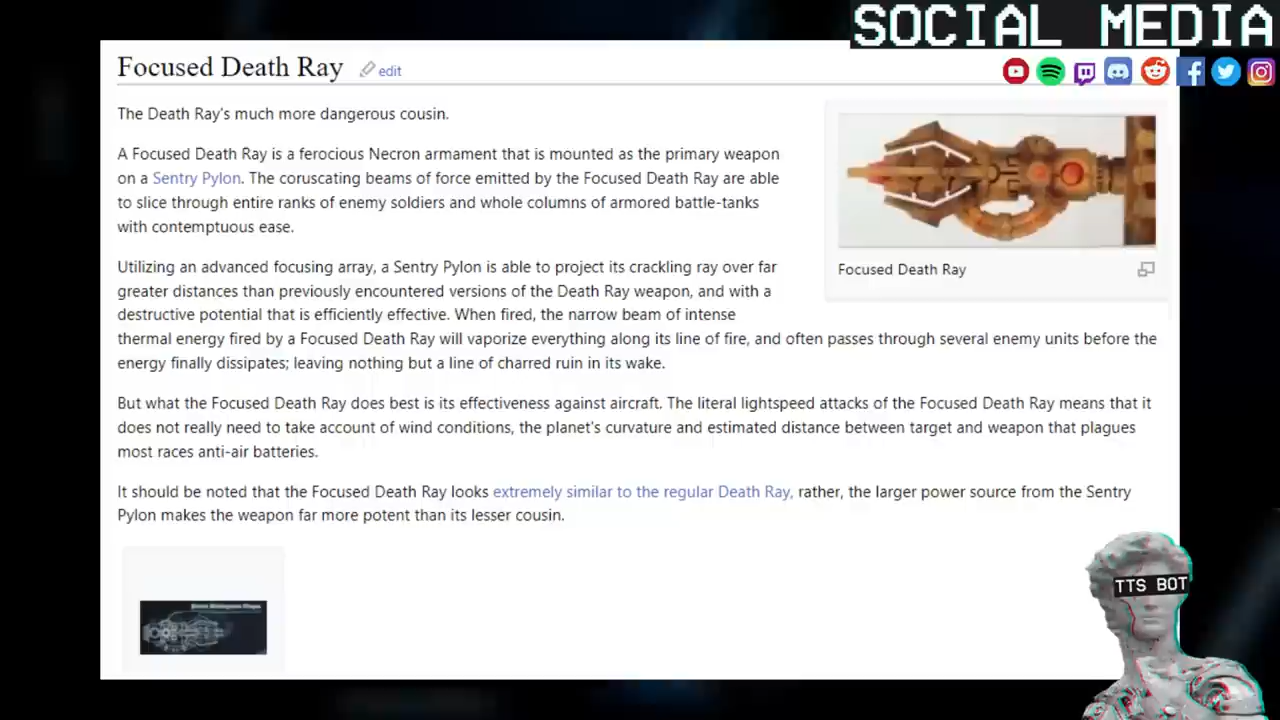 SOCIAL MEDIA
Focused Death Ray
edit
The Death Ray's much more dangerous cousin.
A Focused Death Ray is a ferocious Necron armament that is mounted as the primary weapon
on a Sentry Pylon. The coruscating beams of force emitted by the Focused Death Ray are able
to slice through entire ranks of enemy soldiers and whole columns of armored battle-tanks
with contemptuous ease.
Focused Death Ray
Utilizing an advanced focusing array, a Sentry Pylon is able to project its crackling ray over far
greater distances than previously encountered versions of the Death Ray weapon, and with a
destructive potential that is efficiently effective. When fired, the narrow beam of intense
thermal energy fired by a Focused Death Ray will vaporize everything along its line of fire, and often passes through several enemy units before the
energy finally dissipates; leaving nothing but a line of charred ruin in its wake.
But what the Focused Death Ray does best is its effectiveness against aircraft. The literal lightspeed attacks of the Focused Death Ray means that it
does not really need to take account of wind conditions, the planet's curvature and estimated distance between target and weapon that plagues
most races anti-air batteries.
It should be noted that the Focused Death Ray looks extremely similar to the regular Death Ray, rather, the larger power source from the Sentry
Pylon makes the weapon far more potent than its lesser cousin.
TTS BOT